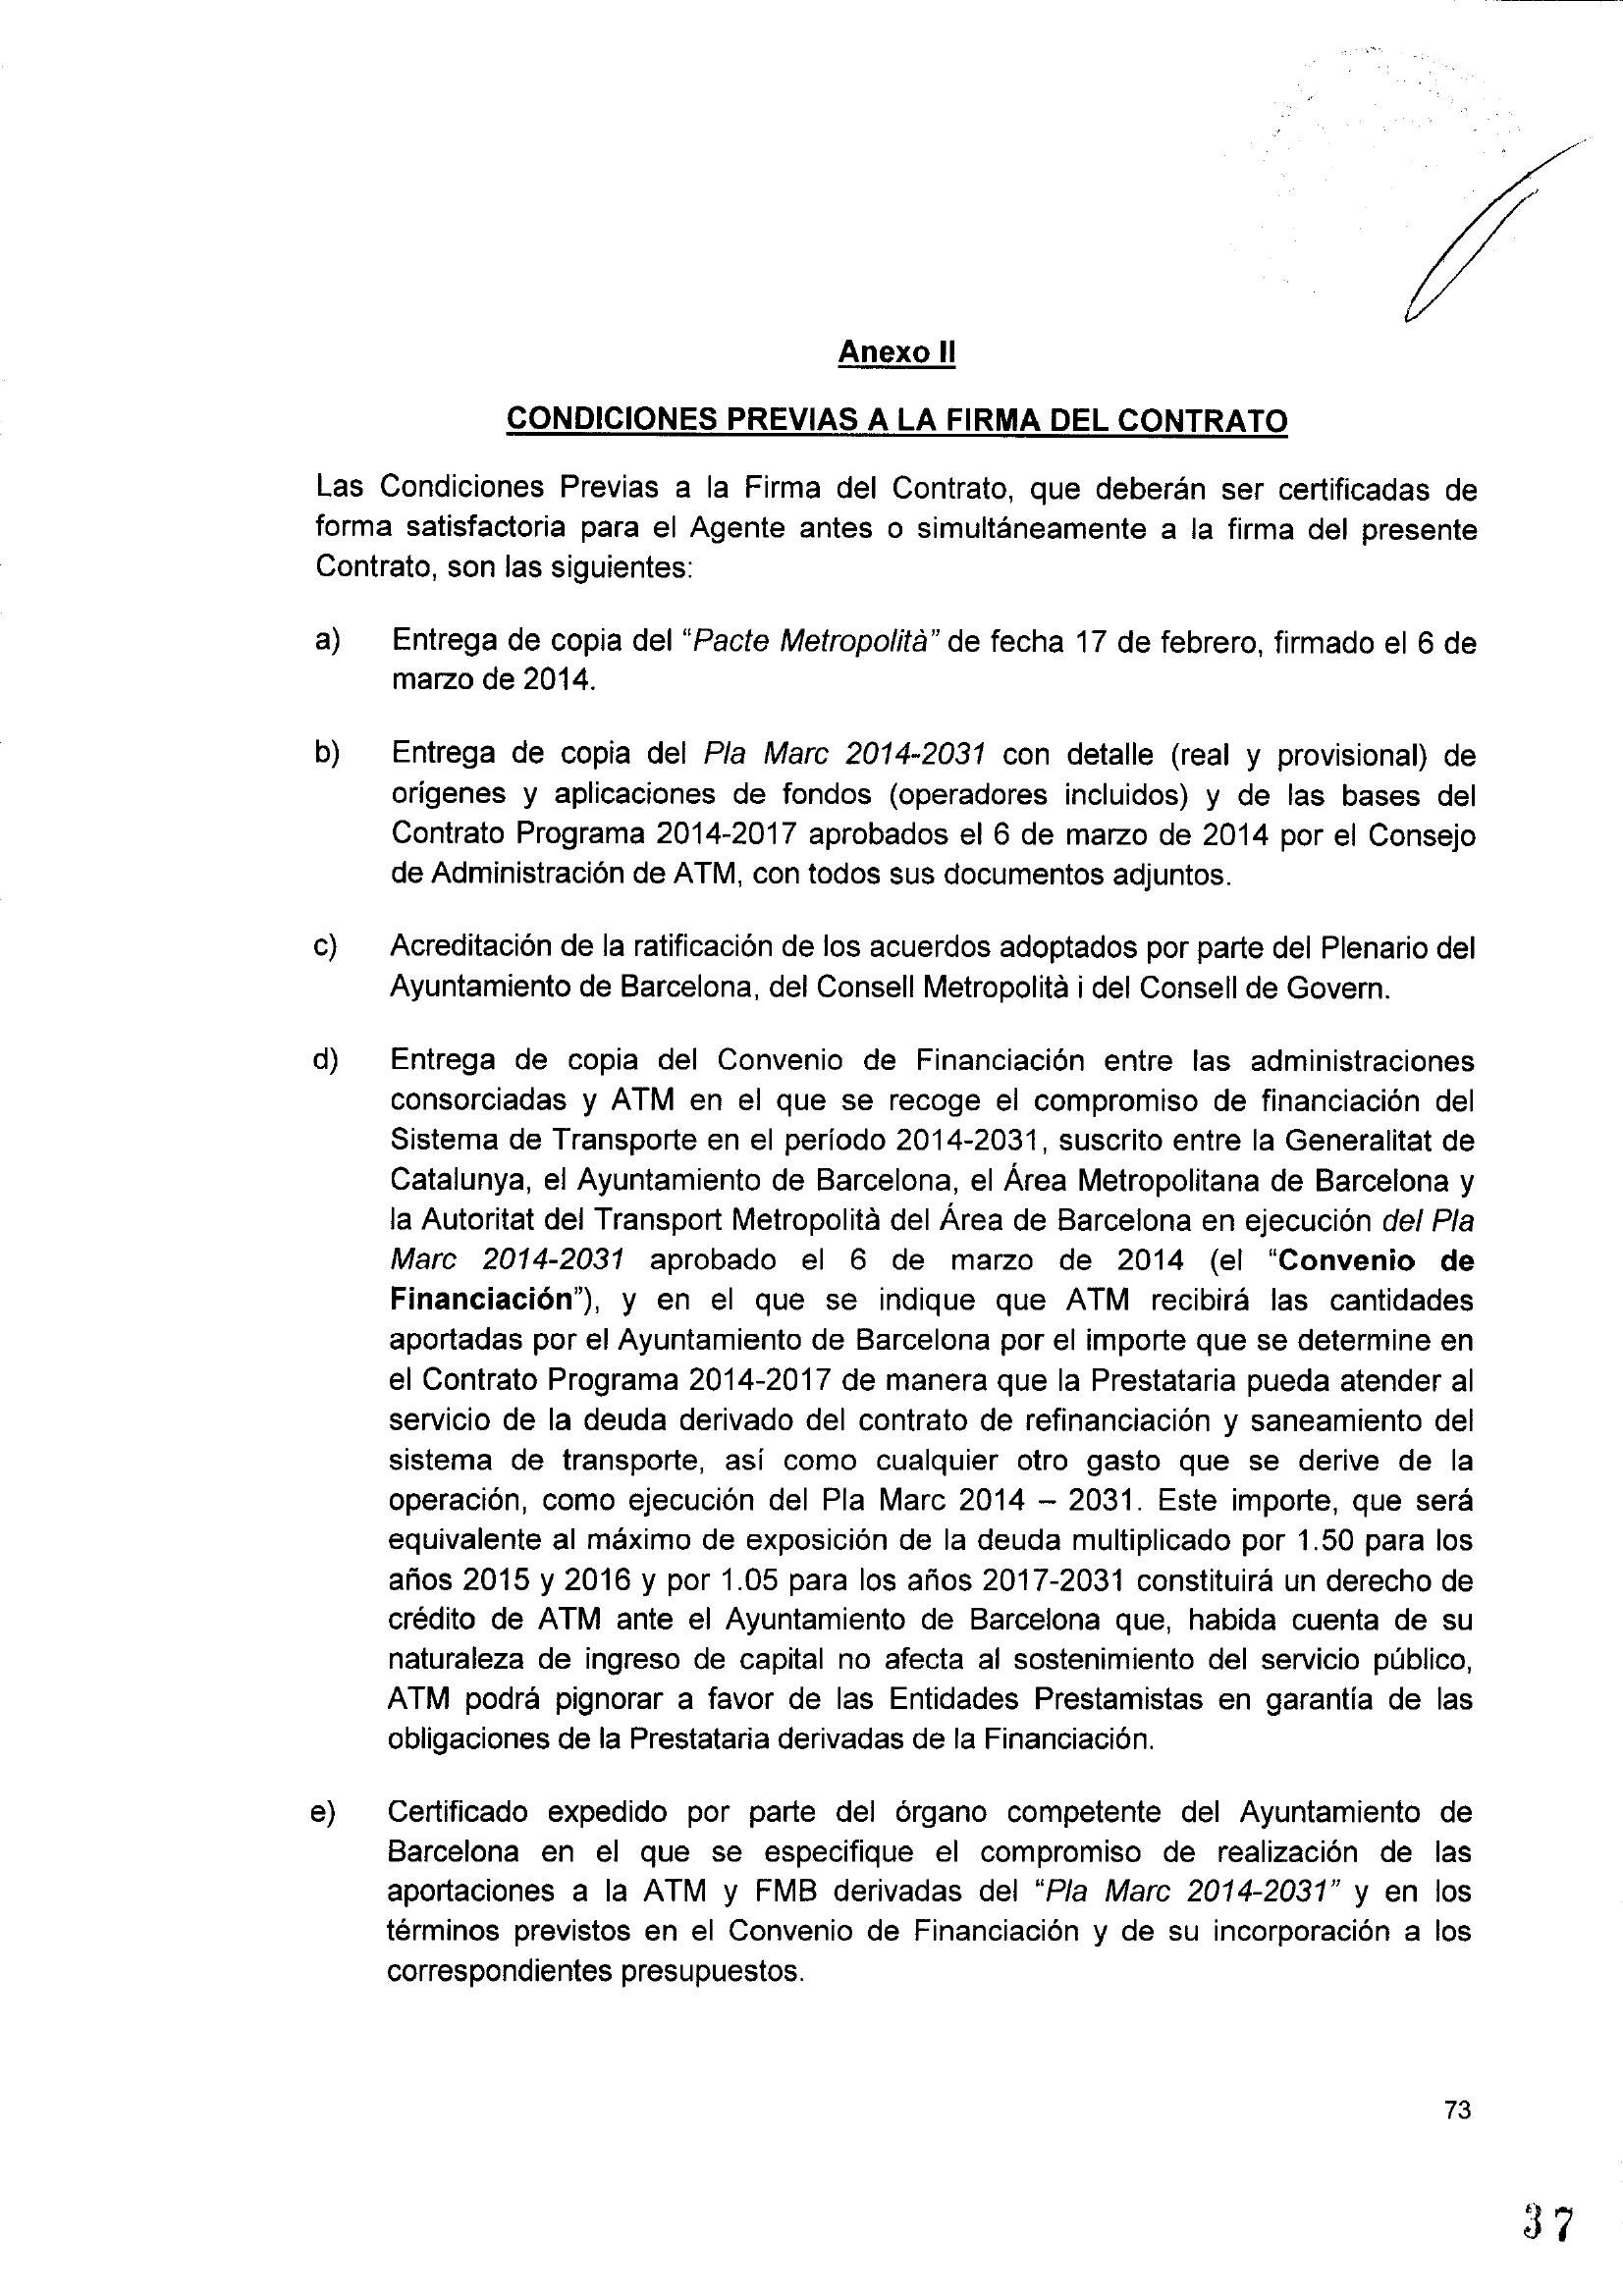 Anexo II
CONDICIONES PREVIAS A LA FIRMA DEL CONTRATO
Las Condiciones Previas a la Firma del Contrato, que deberán ser certificadas de
forma satisfactoria para el Agente antes o simultáneamente a la firma del presente
Contrato, son las siguientes:
a) Entrega de copia del "Pacte Metropolità" de fecha 17 de febrero, firmado el 6 de
marzo de 2014.
b) Entrega de copia del Pla Marc 2014-2031 con detalle (real y provisional) de
orígenes y aplicaciones de fondos (operadores incluidos) y de las bases del
Contrato Programa 2014-2017 aprobados el 6 de marzo de 2014 por el Consejo
de Administración de ATM, con todos sus documentos adjuntos.
c) Acreditación de la ratificación de los acuerdos adoptados por parte del Plenario del
Ayuntamiento de Barcelona, del Consell Metropolità i del Consell de Govern.
d) Entrega de copia del Convenio de Financiación entre las administraciones
consorciadas y ATM en el que se recoge el compromiso de financiación del
Sistema de Transporte en el período 2014-2031, suscrito entre la Generalitat de
Catalunya, el Ayuntamiento de Barcelona, el Área Metropolitana de Barcelona y
la Autoritat del Transport Metropolità del Área de Barcelona en ejecución del Pla
Marc 2014-2031 aprobado el 6 de marzo de 2014 (el "Convenio de
Financiación"), y en el que se indique que ATM recibirá las cantidades
aportadas por el Ayuntamiento de Barcelona por el importe que se determine en
el Contrato Programa 2014-2017 de manera que la Prestataria pueda atender al
servicio de la deuda derivado del contrato de refinanciación y saneamiento del
sistema de transporte, así como cualquier otro gasto que se derive de la
operación, como ejecución del Pla Marc 2014 – 2031. Este importe, que será
equivalente al máximo de exposición de la deuda multiplicado por 1.50 para los
años 2015 y 2016 y por 1.05 para los años 2017-2031 constituirá un derecho de
crédito de ATM ante el Ayuntamiento de Barcelona que, habida cuenta de su
naturaleza de ingreso de capital no afecta al sostenimiento del servicio público,
ATM podrá pignorar a favor de las Entidades Prestamistas en garantía de las
obligaciones de la Prestataria derivadas de la Financiación.
e) Certificado expedido por parte del órgano competente del Ayuntamiento de
Barcelona en el que se especifique el compromiso de realización de las
aportaciones a la ATM y FMB derivadas del "Pla Marc 2014-2031" y en los
términos previstos en el Convenio de Financiación y de su incorporación a los
correspondientes presupuestos.
73
37